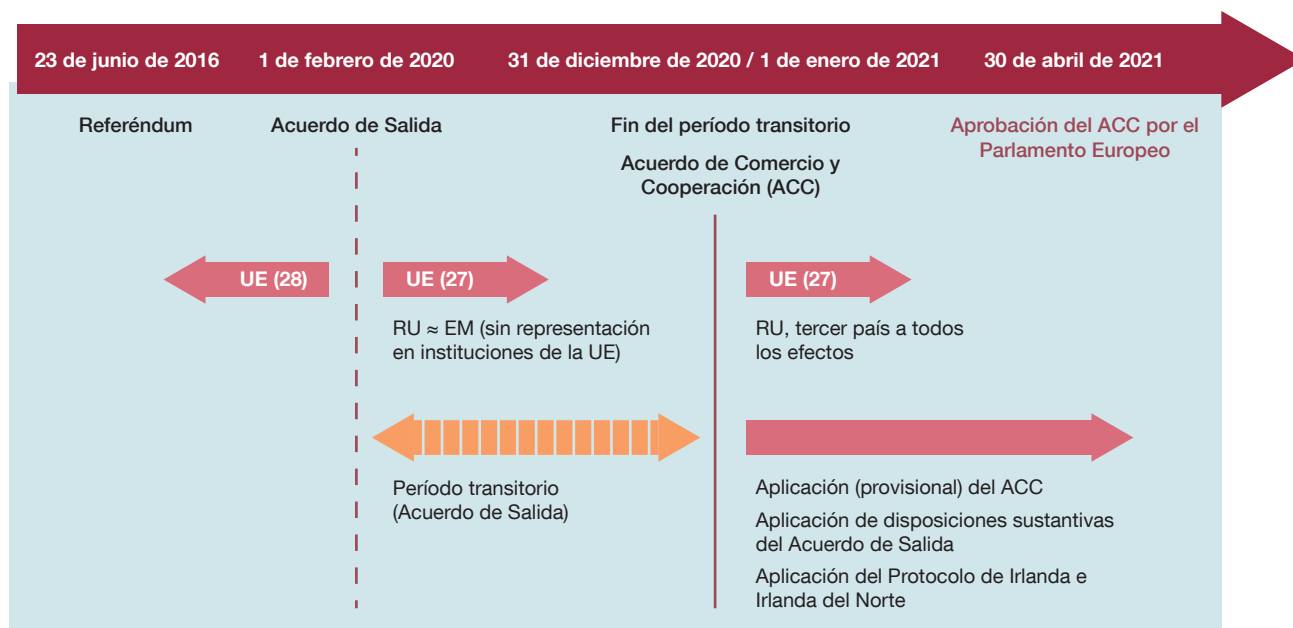 23 de junio de 2016
1 de febrero de 2020
31 de diciembre de 2020 / 1 de enero de 2021
30 de abril de 2021
Referéndum
Acuerdo de Salida
Fin del período transitorio
Acuerdo de Comercio y
Cooperación (ACC)
Aprobación del ACC por el
Parlamento Europeo
UE (28)
UE (27)
RU ≈ EM (sin representación
en instituciones de la UE)
UE (27)
RU, tercer país a todos
los efectos
Período transitorio
(Acuerdo de Salida)
Aplicación (provisional) del ACC
Aplicación de disposiciones sustantivas
del Acuerdo de Salida
Aplicación del Protocolo de Irlanda e
Irlanda del Norte